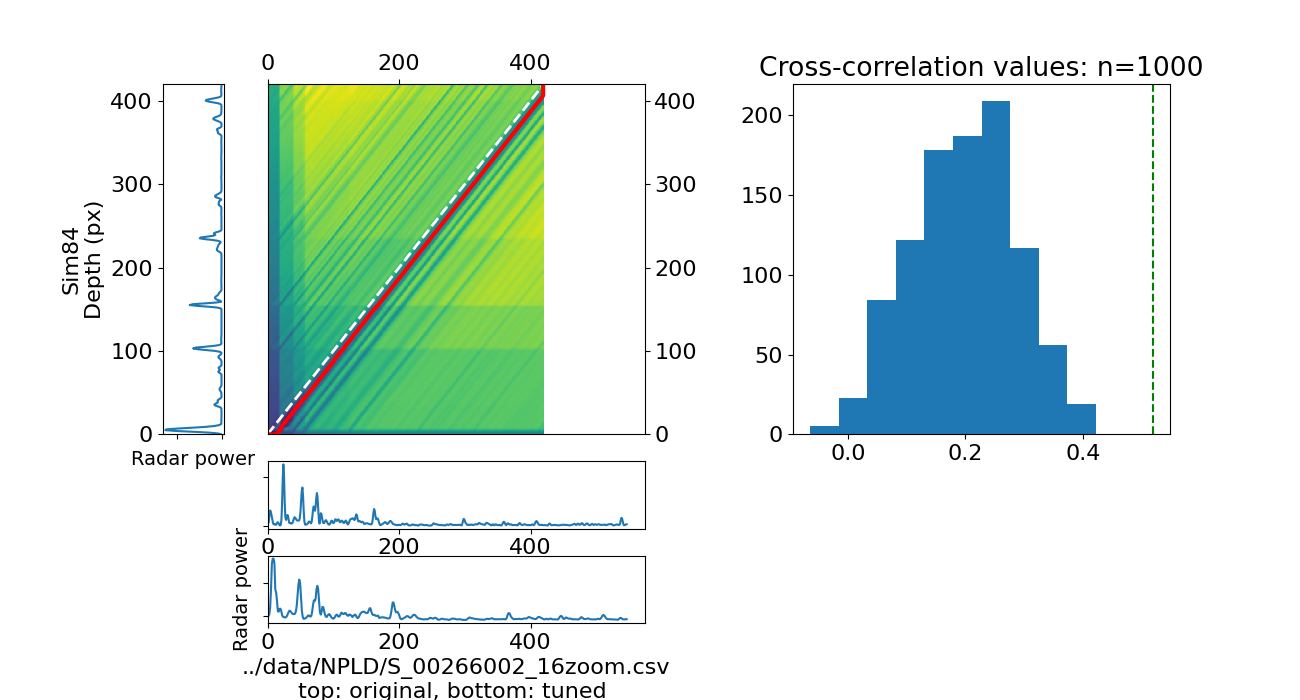 0 200 400
Cross-correlation values: n=1000
400
300
200
100
0
Sim84
Depth (px)
Radar power
400
300
200
100
0
200
150
100
50
0
0.0 0.2 0.4
0 200 400
Radar power
0 200 400
../data/NPLD/S_00266002_16zoom.csv
top: original, bottom: tuned